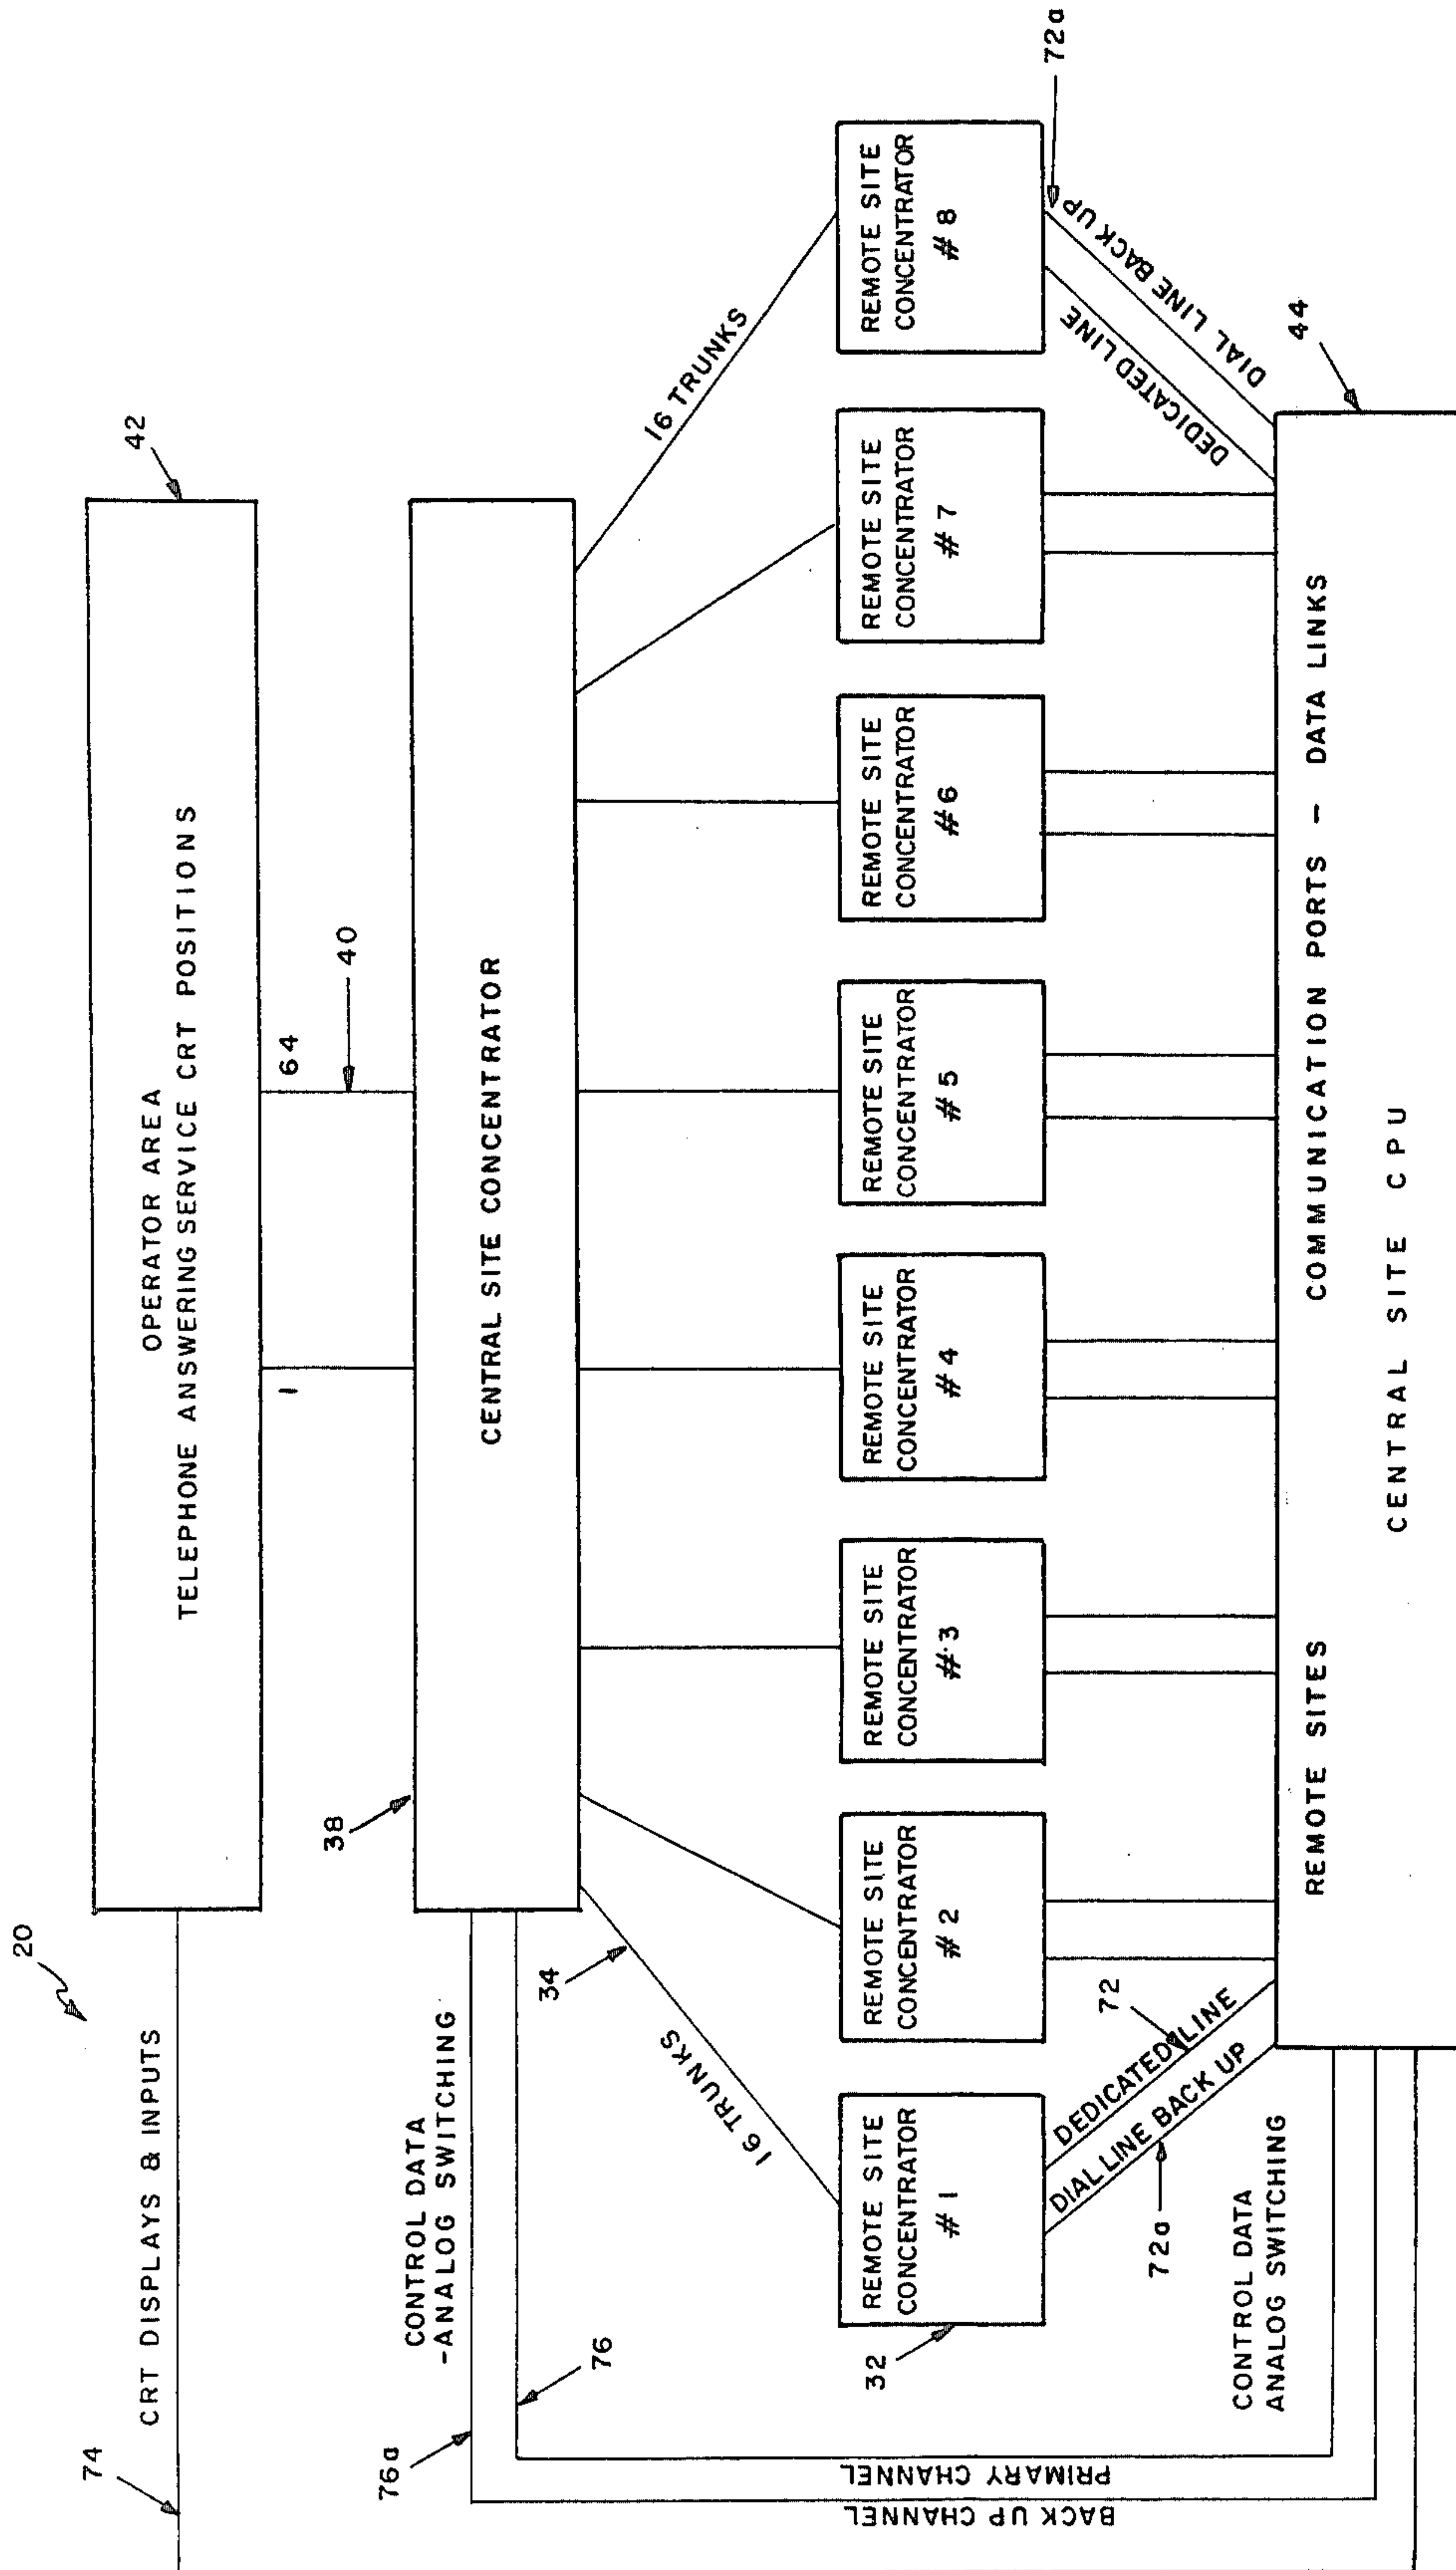 20
74
CRT DISPLAYS & INPUTS
42
OPERATOR AREA
TELEPHONE ANSWERING SERVICE CRT POSITIONS
1
64
40
76a
CONTROL DATA
-ANALOG SWITCHING
76
38
CENTRAL SITE CONCENTRATOR
34
16 TRUNKS
16 TRUNKS
32
REMOTE SITE
CONCENTRATOR
#1
REMOTE SITE
CONCENTRATOR
#2
REMOTE SITE
CONCENTRATOR
#3
REMOTE SITE
CONCENTRATOR
#4
REMOTE SITE
CONCENTRATOR
#5
REMOTE SITE
CONCENTRATOR
#6
REMOTE SITE
CONCENTRATOR
#7
REMOTE SITE
CONCENTRATOR
#8
72a
BACK UP CHANNEL
PRIMARY CHANNEL
72
DEDICATED LINE
DIAL LINE BACK UP
72a
DEDICATED LINE
DIAL LINE BACK UP
CONTROL DATA
ANALOG SWITCHING
44
REMOTE SITES
COMMUNICATION PORTS - DATA LINKS
CENTRAL SITE CPU